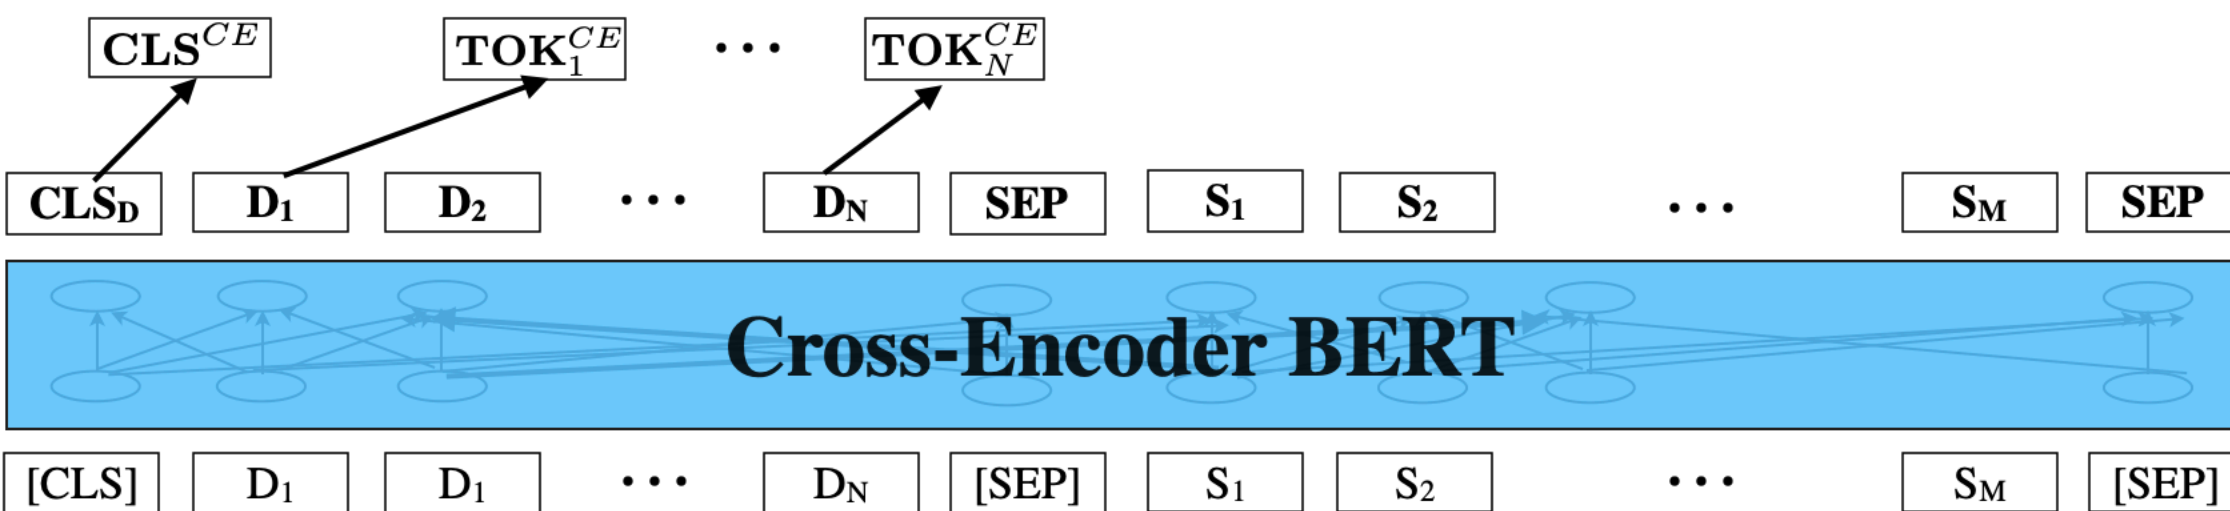 CLS^{CE} TOK_1^{CE} ... TOK_N^{CE}
CLS_D D_1 D_2 ... D_N SEP S_1 S_2 ... S_M SEP
Cross-Encoder BERT
[CLS] D_1 D_1 ... D_N [SEP] S_1 S_2 ... S_M [SEP]